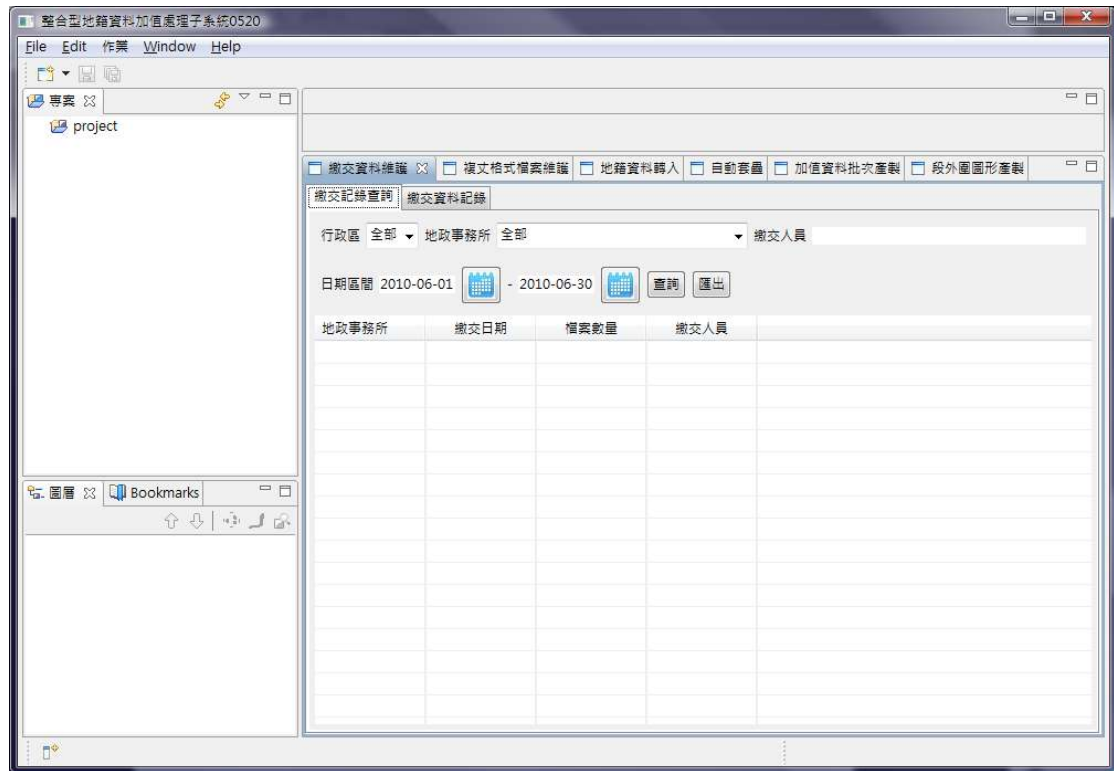 整合型地籍資料加值處理子系統0520
File Edit 作業 Window Help
專案
project
繳交資料維護 複丈格式檔案維護 地籍資料轉入 自動套疊 加值資料批次產製 段外圍圖形產製
繳交記錄查詢 繳交資料記錄
行政區 全部 地政事務所 全部 繳交人員
日期區間 2010-06-01 - 2010-06-30 查詢 匯出
地政事務所 繳交日期 檔案數量 繳交人員
圖層 Bookmarks